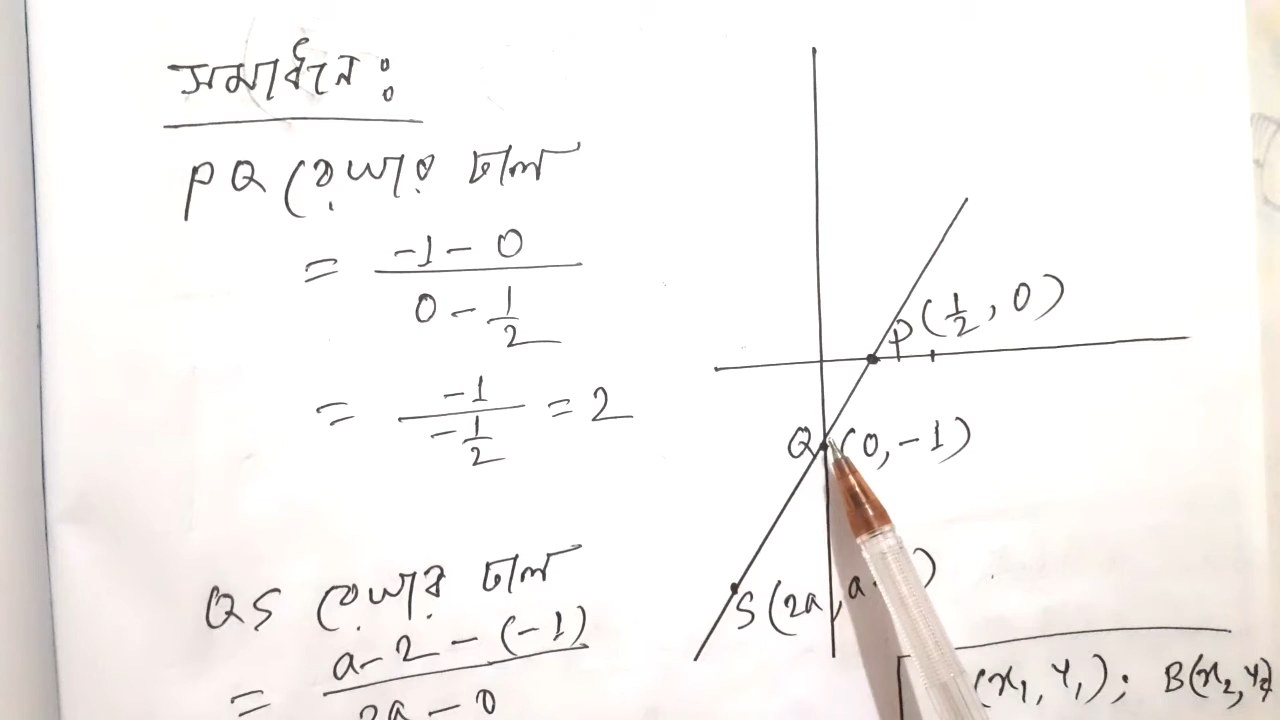 সমাধান :
PQ রেখার ঢাল
= (-1 - 0) / (0 - 1/2)
= (-1) / (-1/2) = 2
QS রেখার ঢাল
= (a - 2 - (-1)) / (2a - 0)
P(1/2, 0)
Q (0, -1)
S(2a, a
(x₁, y₁); B(x₂, y₂)